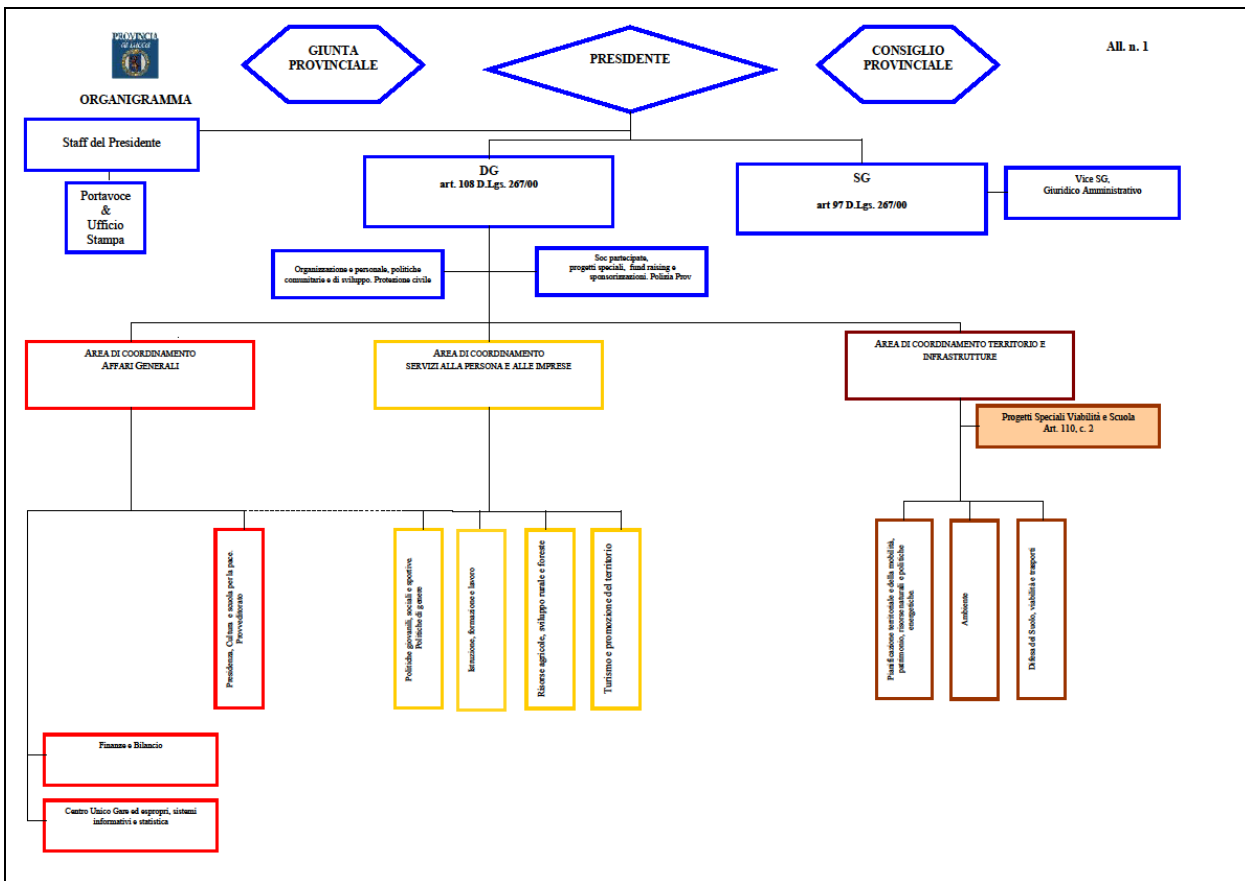 PROVINCIA
DI LUCCA
ORGANIGRAMMA
GIUNTA
PROVINCIALE
PRESIDENTE
CONSIGLIO
PROVINCIALE
All. n. 1
Staff del Presidente
Portavoce
&
Ufficio
Stampa
DG
art. 108 D.Lgs. 267/00
SG
art 97 D.Lgs. 267/00
Vice SG,
Giuridico Amministrativo
Organizzazione e personale, politiche
comunitarie e di sviluppo. Protezione civile
Soc partecipate,
progetti speciali, fund raising e
sponsorizzazioni. Polizia Prov
AREA DI COORDINAMENTO
AFFARI GENERALI
AREA DI COORDINAMENTO
SERVIZI ALLA PERSONA E ALLE IMPRESE
AREA DI COORDINAMENTO TERRITORIO E
INFRASTRUTTURE
Progetti Speciali Viabilità e Scuola
Art. 110, c. 2
Presidenza, Cultura e scuola per la pace.
Provveditorato
Politiche giovanili, sociali e sportive.
Politiche di genere
Istruzione, formazione e lavoro
Risorse agricole, sviluppo rurale e foreste
Turismo e promozione del territorio
Pianificazione territoriale e della mobilità,
patrimonio, risorse naturali e politiche
energetiche.
Ambiente
Difesa del Suolo, viabilità e trasporti
Finanze e Bilancio
Centro Unico Gare ed espropri, sistemi
informativi e statistica